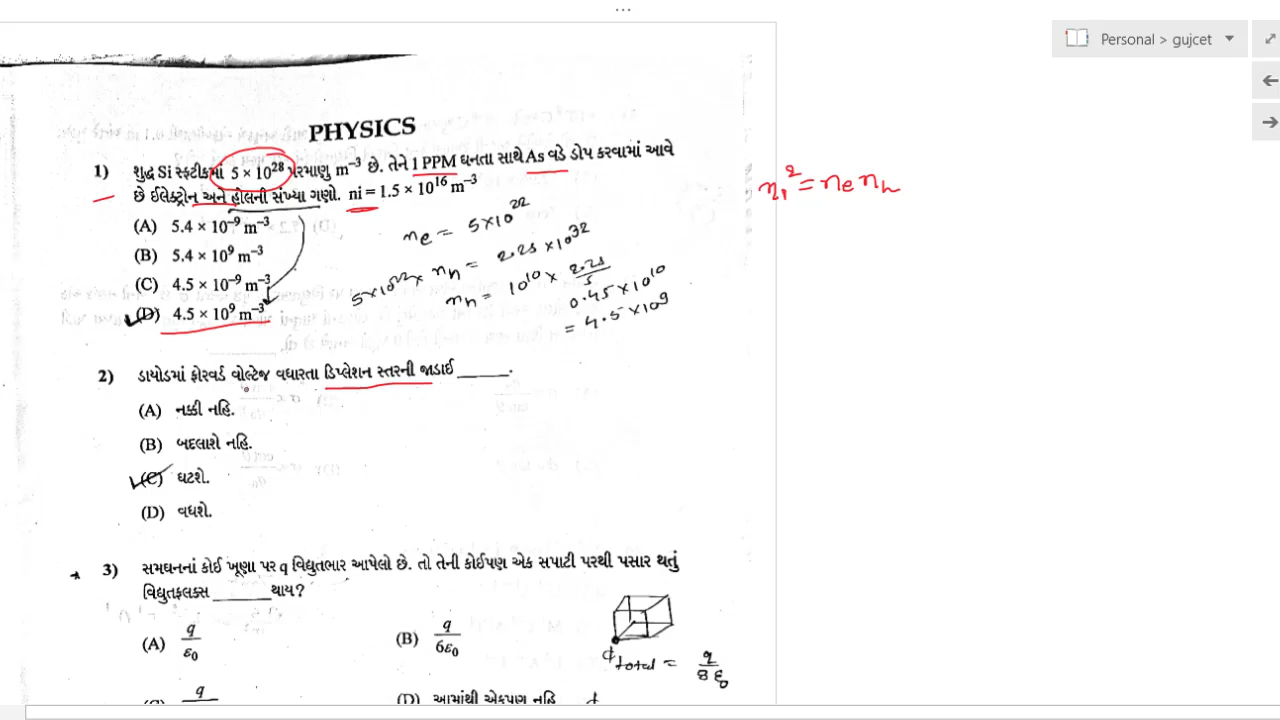 Personal > gujcet
PHYSICS
1) શુદ્ધ Si સ્ફટીકમાં 5 × 10²⁸ પરમાણુ m⁻³ છે. તેને 1 PPM ઘનતા સાથે As વડે ડોપ કરવામાં આવે
છે ઈલેક્ટ્રોન અને હોલની સંખ્યા ગણો. ni = 1.5 × 10¹⁶ m⁻³
(A) 5.4 × 10⁻⁹ m⁻³
(B) 5.4 × 10⁹ m⁻³
(C) 4.5 × 10⁻⁹ m⁻³
(D) 4.5 × 10⁹ m⁻³
ne = 5×10²²
5×10²² × nh = 2.25 ×10³²
nh = 10¹⁰ × 2.25/5
0.45×10¹⁰
= 4.5×10⁹
ni² = ne nh
2) ડાયોડમાં ફોરવર્ડ વોલ્ટેજ વધારતા ડિપ્લેશન સ્તરની જાડાઈ ______.
(A) નક્કી નહિ.
(B) બદલાશે નહિ.
(C) ઘટશે.
(D) વધશે.
3) સમઘનનાં કોઈ ખૂણા પર q વિદ્યુતભાર આપેલો છે. તો તેની કોઈપણ એક સપાટી પરથી પસાર થતું
વિદ્યુતફલક્સ ______ થાય?
(A) q/ε₀
(B) q/6ε₀
ϕtotal = q/8ε₀
q
(D) આમાંથી એકપણ નહિ